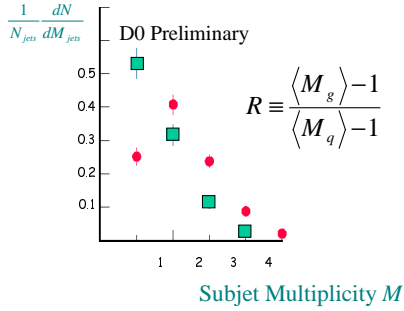 1/N_jets dN/dM_jets
D0 Preliminary
0.5
0.4
0.3
0.2
0.1
R ≡ (⟨M_g⟩−1)/(⟨M_q⟩−1)
1 2 3 4
Subjet Multiplicity M